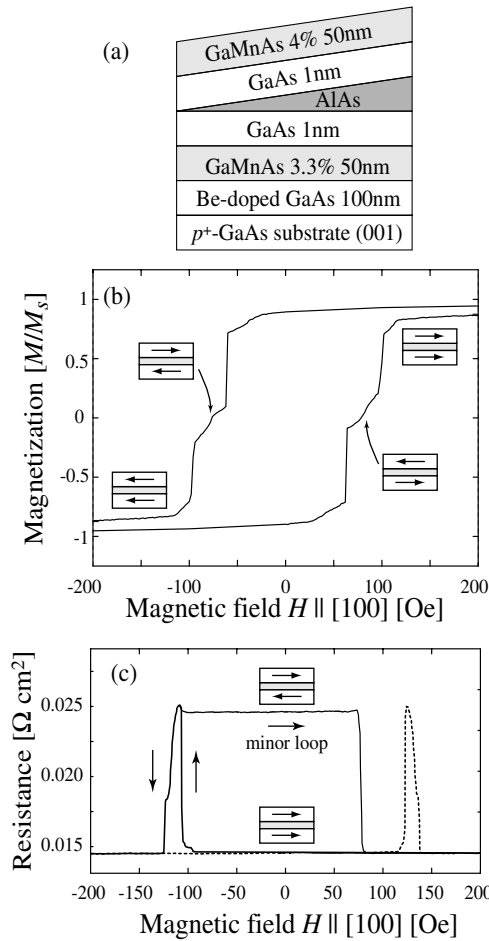 (a)
GaMnAs 4% 50nm
GaAs 1nm
AlAs
GaAs 1nm
GaMnAs 3.3% 50nm
Be-doped GaAs 100nm
p⁺-GaAs substrate (001)
(b)
Magnetization [M/Mₛ]
1
0.5
0
-0.5
-1
-200 -100 0 100 200
Magnetic field H || [100] [Oe]
(c)
Resistance [Ω cm²]
0.025
0.020
0.015
minor loop
-200 -150 -100 -50 0 50 100 150 200
Magnetic field H || [100] [Oe]